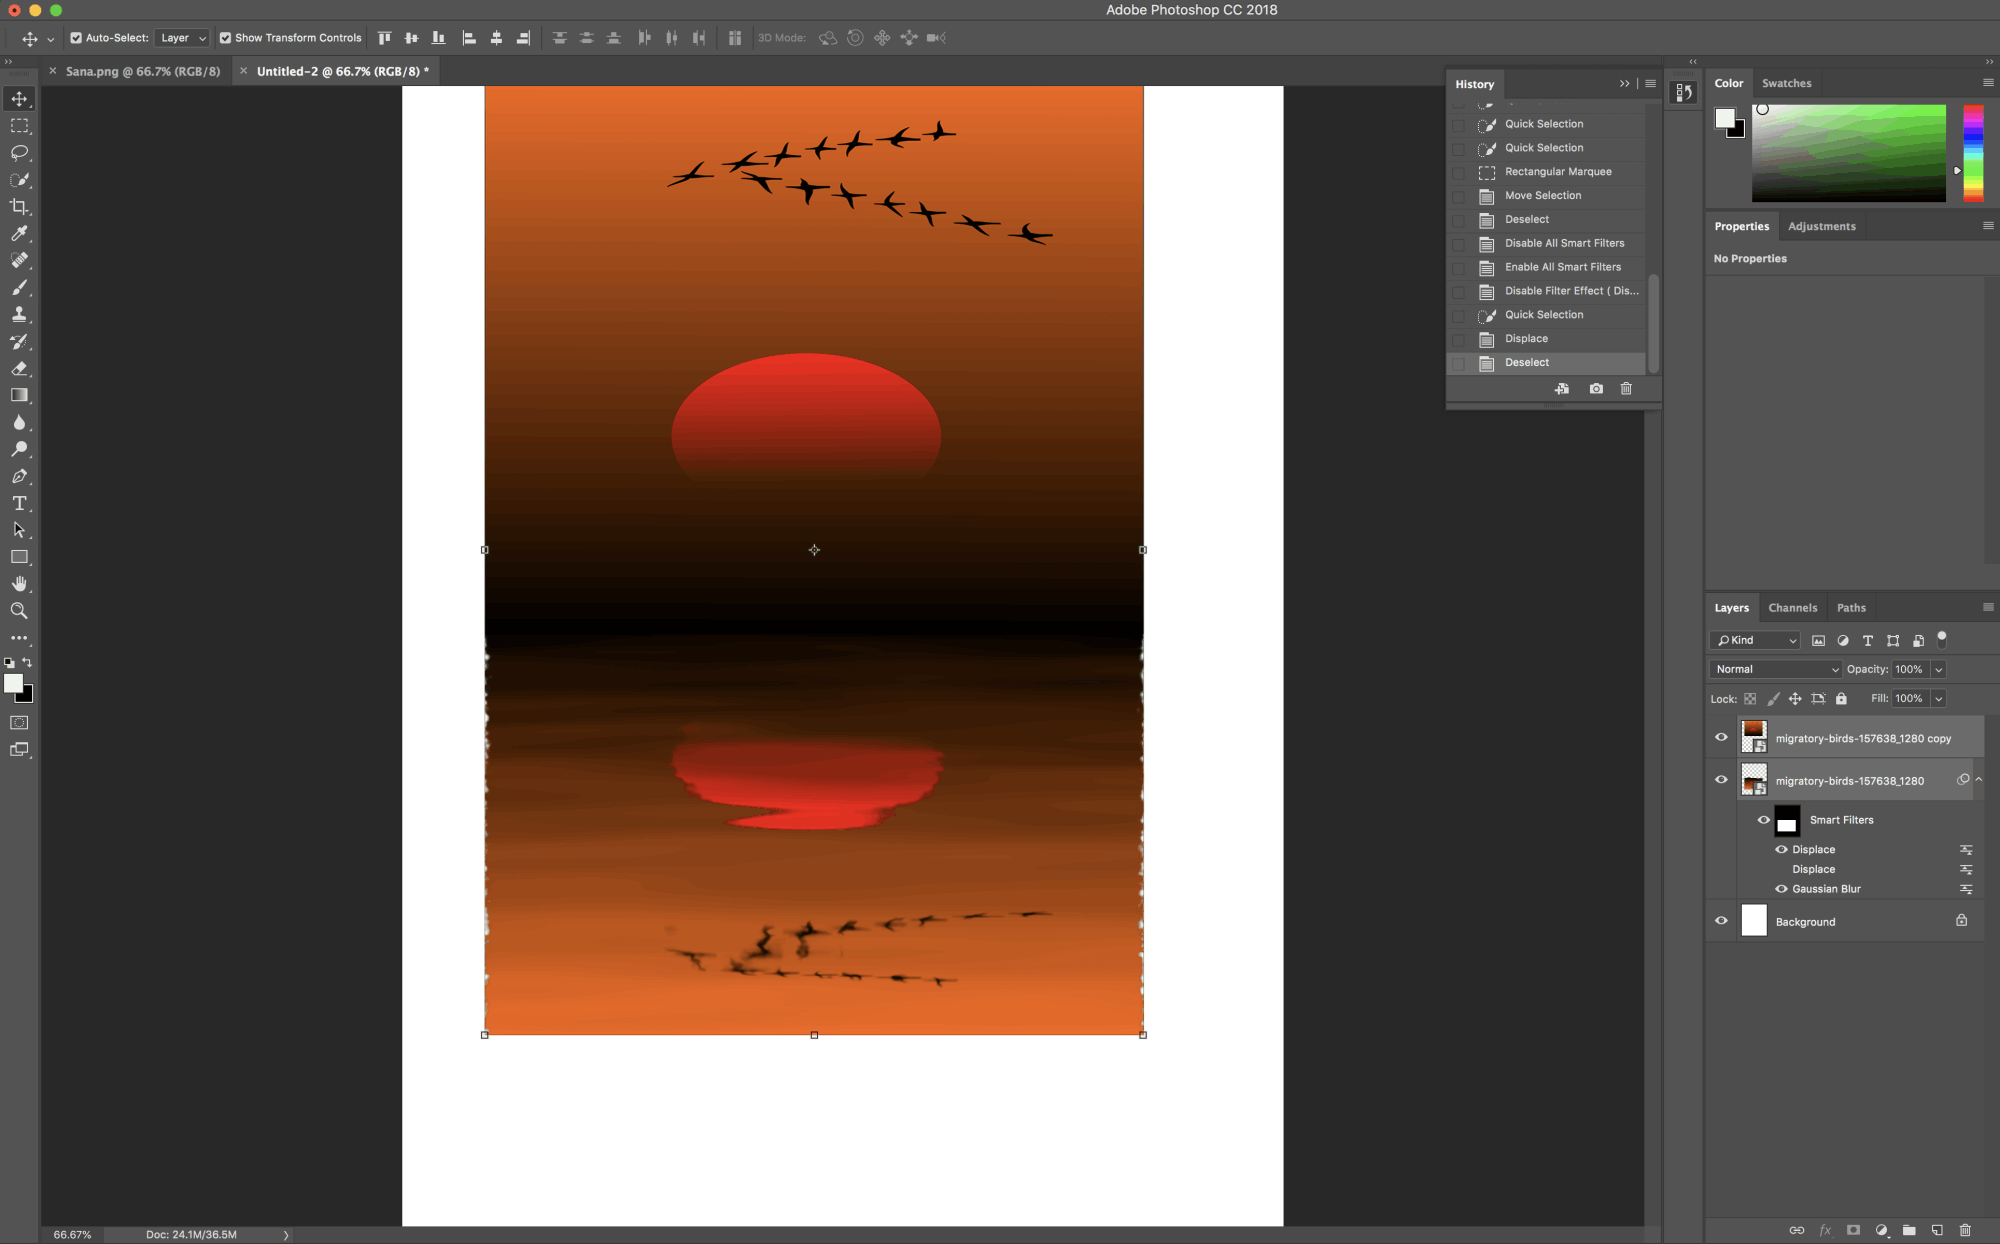 Adobe Photoshop CC 2018
Auto-Select: Layer Show Transform Controls 3D Mode:
Sana.png @ 66.7% (RGB/8) Untitled-2 @ 66.7% (RGB/8) *
History
Quick Selection
Quick Selection
Rectangular Marquee
Move Selection
Deselect
Disable All Smart Filters
Enable All Smart Filters
Disable Filter Effect ( Dis...
Quick Selection
Displace
Deselect
Color Swatches
Properties Adjustments
No Properties
Layers Channels Paths
Kind
Normal Opacity: 100%
Lock: Fill: 100%
migratory-birds-157638_1280 copy
migratory-birds-157638_1280
Smart Filters
Displace
Displace
Gaussian Blur
Background
fx
66.67% Doc: 24.1M/36.5M